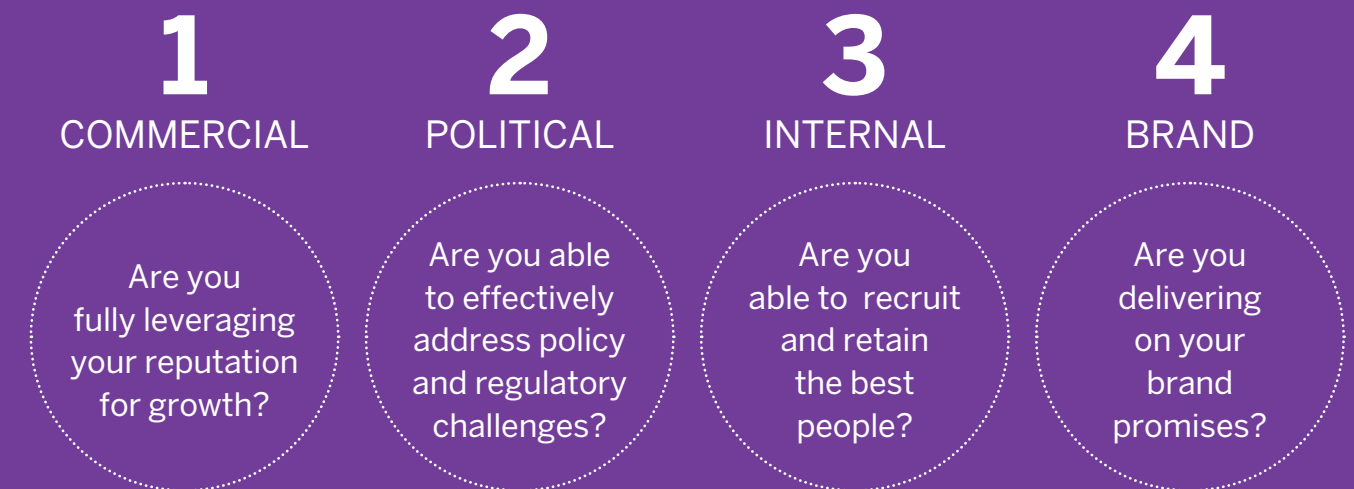 1
COMMERCIAL
Are you
fully leveraging
your reputation
for growth?
2
POLITICAL
Are you able
to effectively
address policy
and regulatory
challenges?
3
INTERNAL
Are you
able to  recruit
and retain
the best
people?
4
BRAND
Are you
delivering
on your
brand
promises?